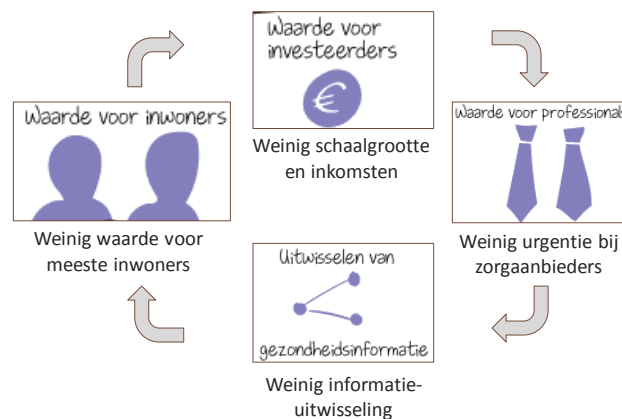 Waarde voor
investeerders
€
Weinig schaalgrootte
en inkomsten
Waarde voor inwoners
Weinig waarde voor
meeste inwoners
Waarde voor professionals
Weinig urgentie bij
zorgaanbieders
Uitwisselen van
gezondheidsinformatie
Weinig informatie-
uitwisseling